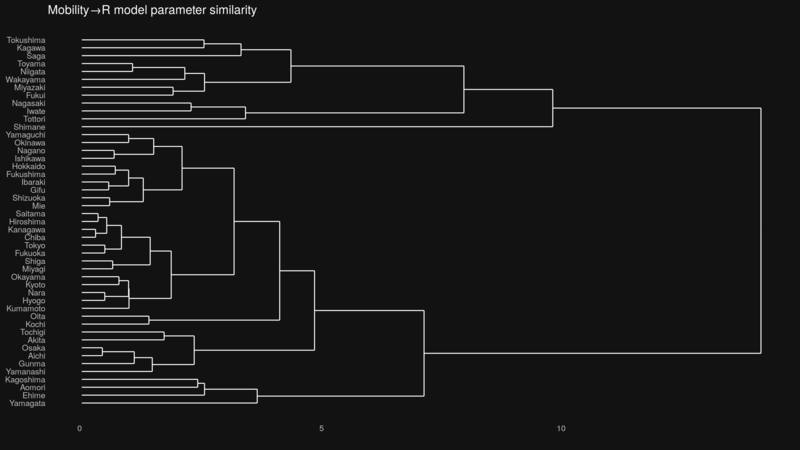 Mobility→R model parameter similarity
Tokushima
Kagawa
Saga
Toyama
Niigata
Wakayama
Miyazaki
Fukui
Nagasaki
Iwate
Tottori
Shimane
Yamaguchi
Okinawa
Nagano
Ishikawa
Hokkaido
Fukushima
Ibaraki
Gifu
Shizuoka
Mie
Saitama
Hiroshima
Kanagawa
Chiba
Tokyo
Fukuoka
Shiga
Miyagi
Okayama
Kyoto
Nara
Hyogo
Kumamoto
Oita
Kochi
Tochigi
Akita
Osaka
Aichi
Gunma
Yamanashi
Kagoshima
Aomori
Ehime
Yamagata
0 5 10